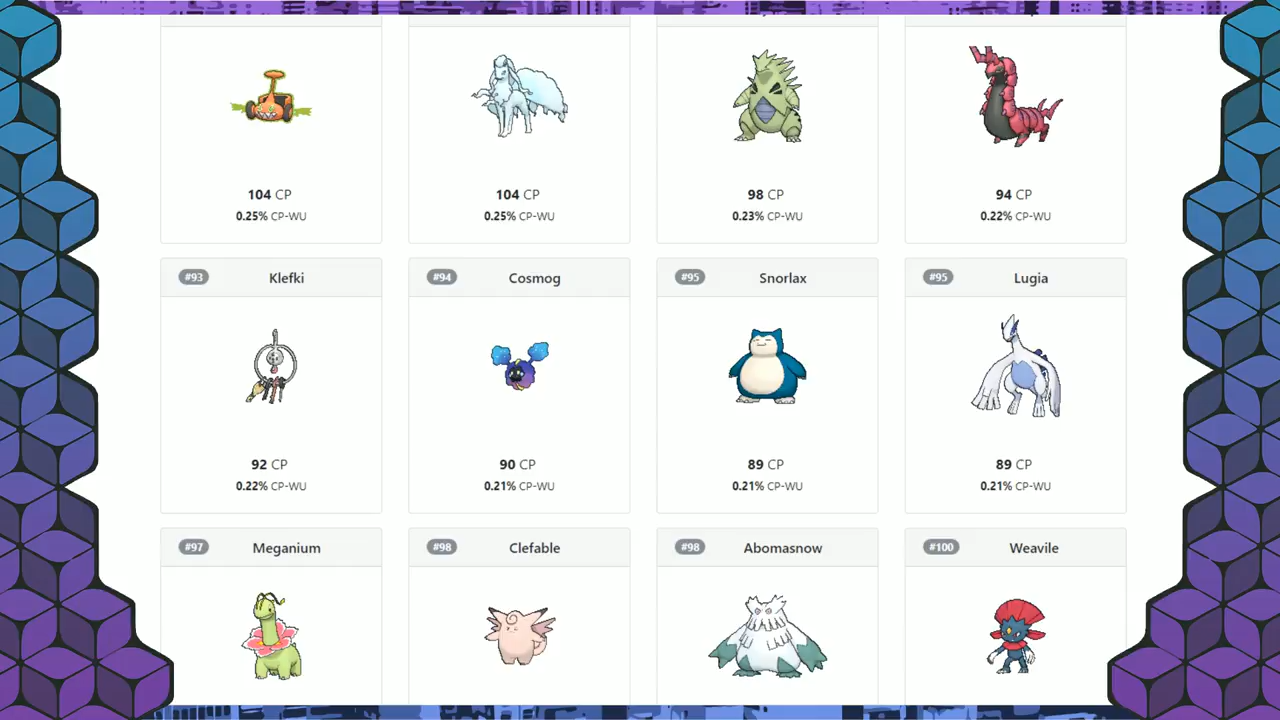 104 CP
0.25% CP-WU
104 CP
0.25% CP-WU
98 CP
0.23% CP-WU
94 CP
0.22% CP-WU
#93 Klefki
#94 Cosmog
#95 Snorlax
#95 Lugia
92 CP
0.22% CP-WU
90 CP
0.21% CP-WU
89 CP
0.21% CP-WU
89 CP
0.21% CP-WU
#97 Meganium
#98 Clefable
#98 Abomasnow
#100 Weavile